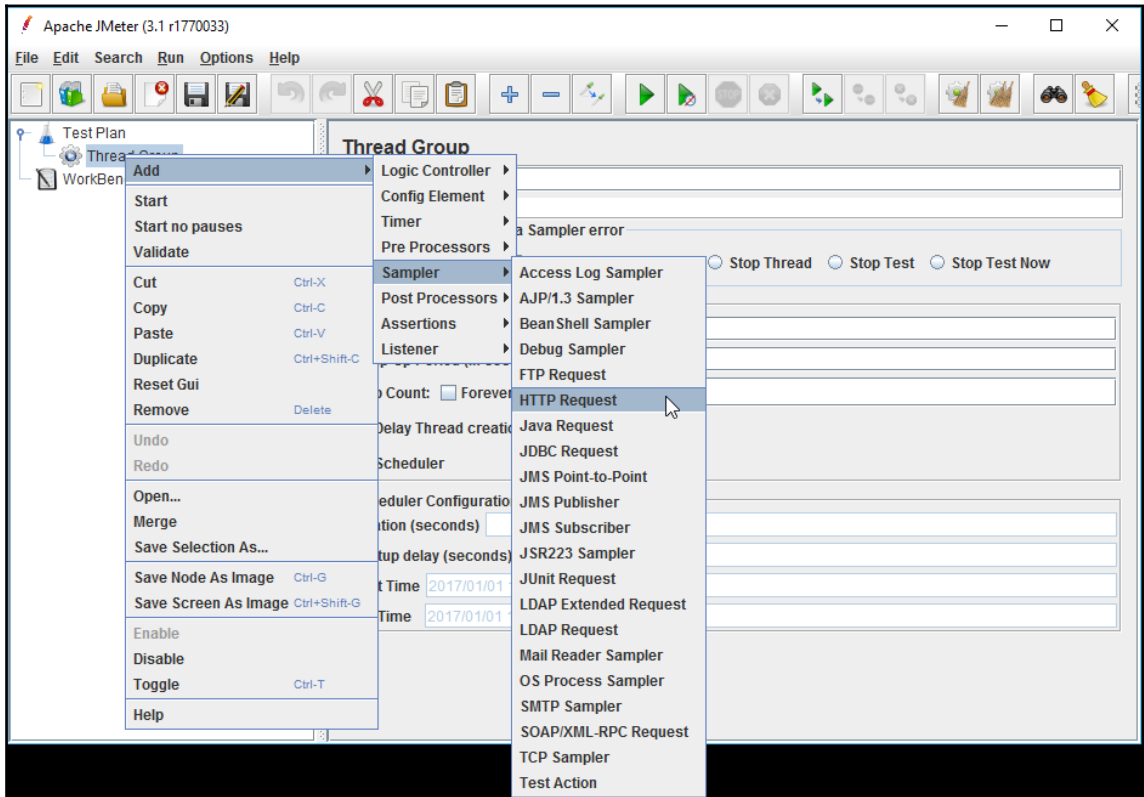 Apache JMeter (3.1 r1770033)
File Edit Search Run Options Help
Test Plan
Thread Group
WorkBen
Thread Group
Add
Start
Start no pauses
Validate
Cut Ctrl-X
Copy Ctrl-C
Paste Ctrl-V
Duplicate Ctrl+Shift-C
Reset Gui
Remove Delete
Undo
Redo
Open...
Merge
Save Selection As...
Save Node As Image Ctrl-G
Save Screen As Image Ctrl+Shift-G
Enable
Disable
Toggle Ctrl-T
Help
Logic Controller
Config Element
Timer
Pre Processors
Sampler
Post Processors
Assertions
Listener
a Sampler error
Stop Thread Stop Test Stop Test Now
Count: Forever
Delay Thread creatio
Scheduler
eduler Configuratio
ation (seconds)
tup delay (seconds)
t Time 2017/01/01 1
Time 2017/01/01 1
Access Log Sampler
AJP/1.3 Sampler
BeanShell Sampler
Debug Sampler
FTP Request
HTTP Request
Java Request
JDBC Request
JMS Point-to-Point
JMS Publisher
JMS Subscriber
JSR223 Sampler
JUnit Request
LDAP Extended Request
LDAP Request
Mail Reader Sampler
OS Process Sampler
SMTP Sampler
SOAP/XML-RPC Request
TCP Sampler
Test Action